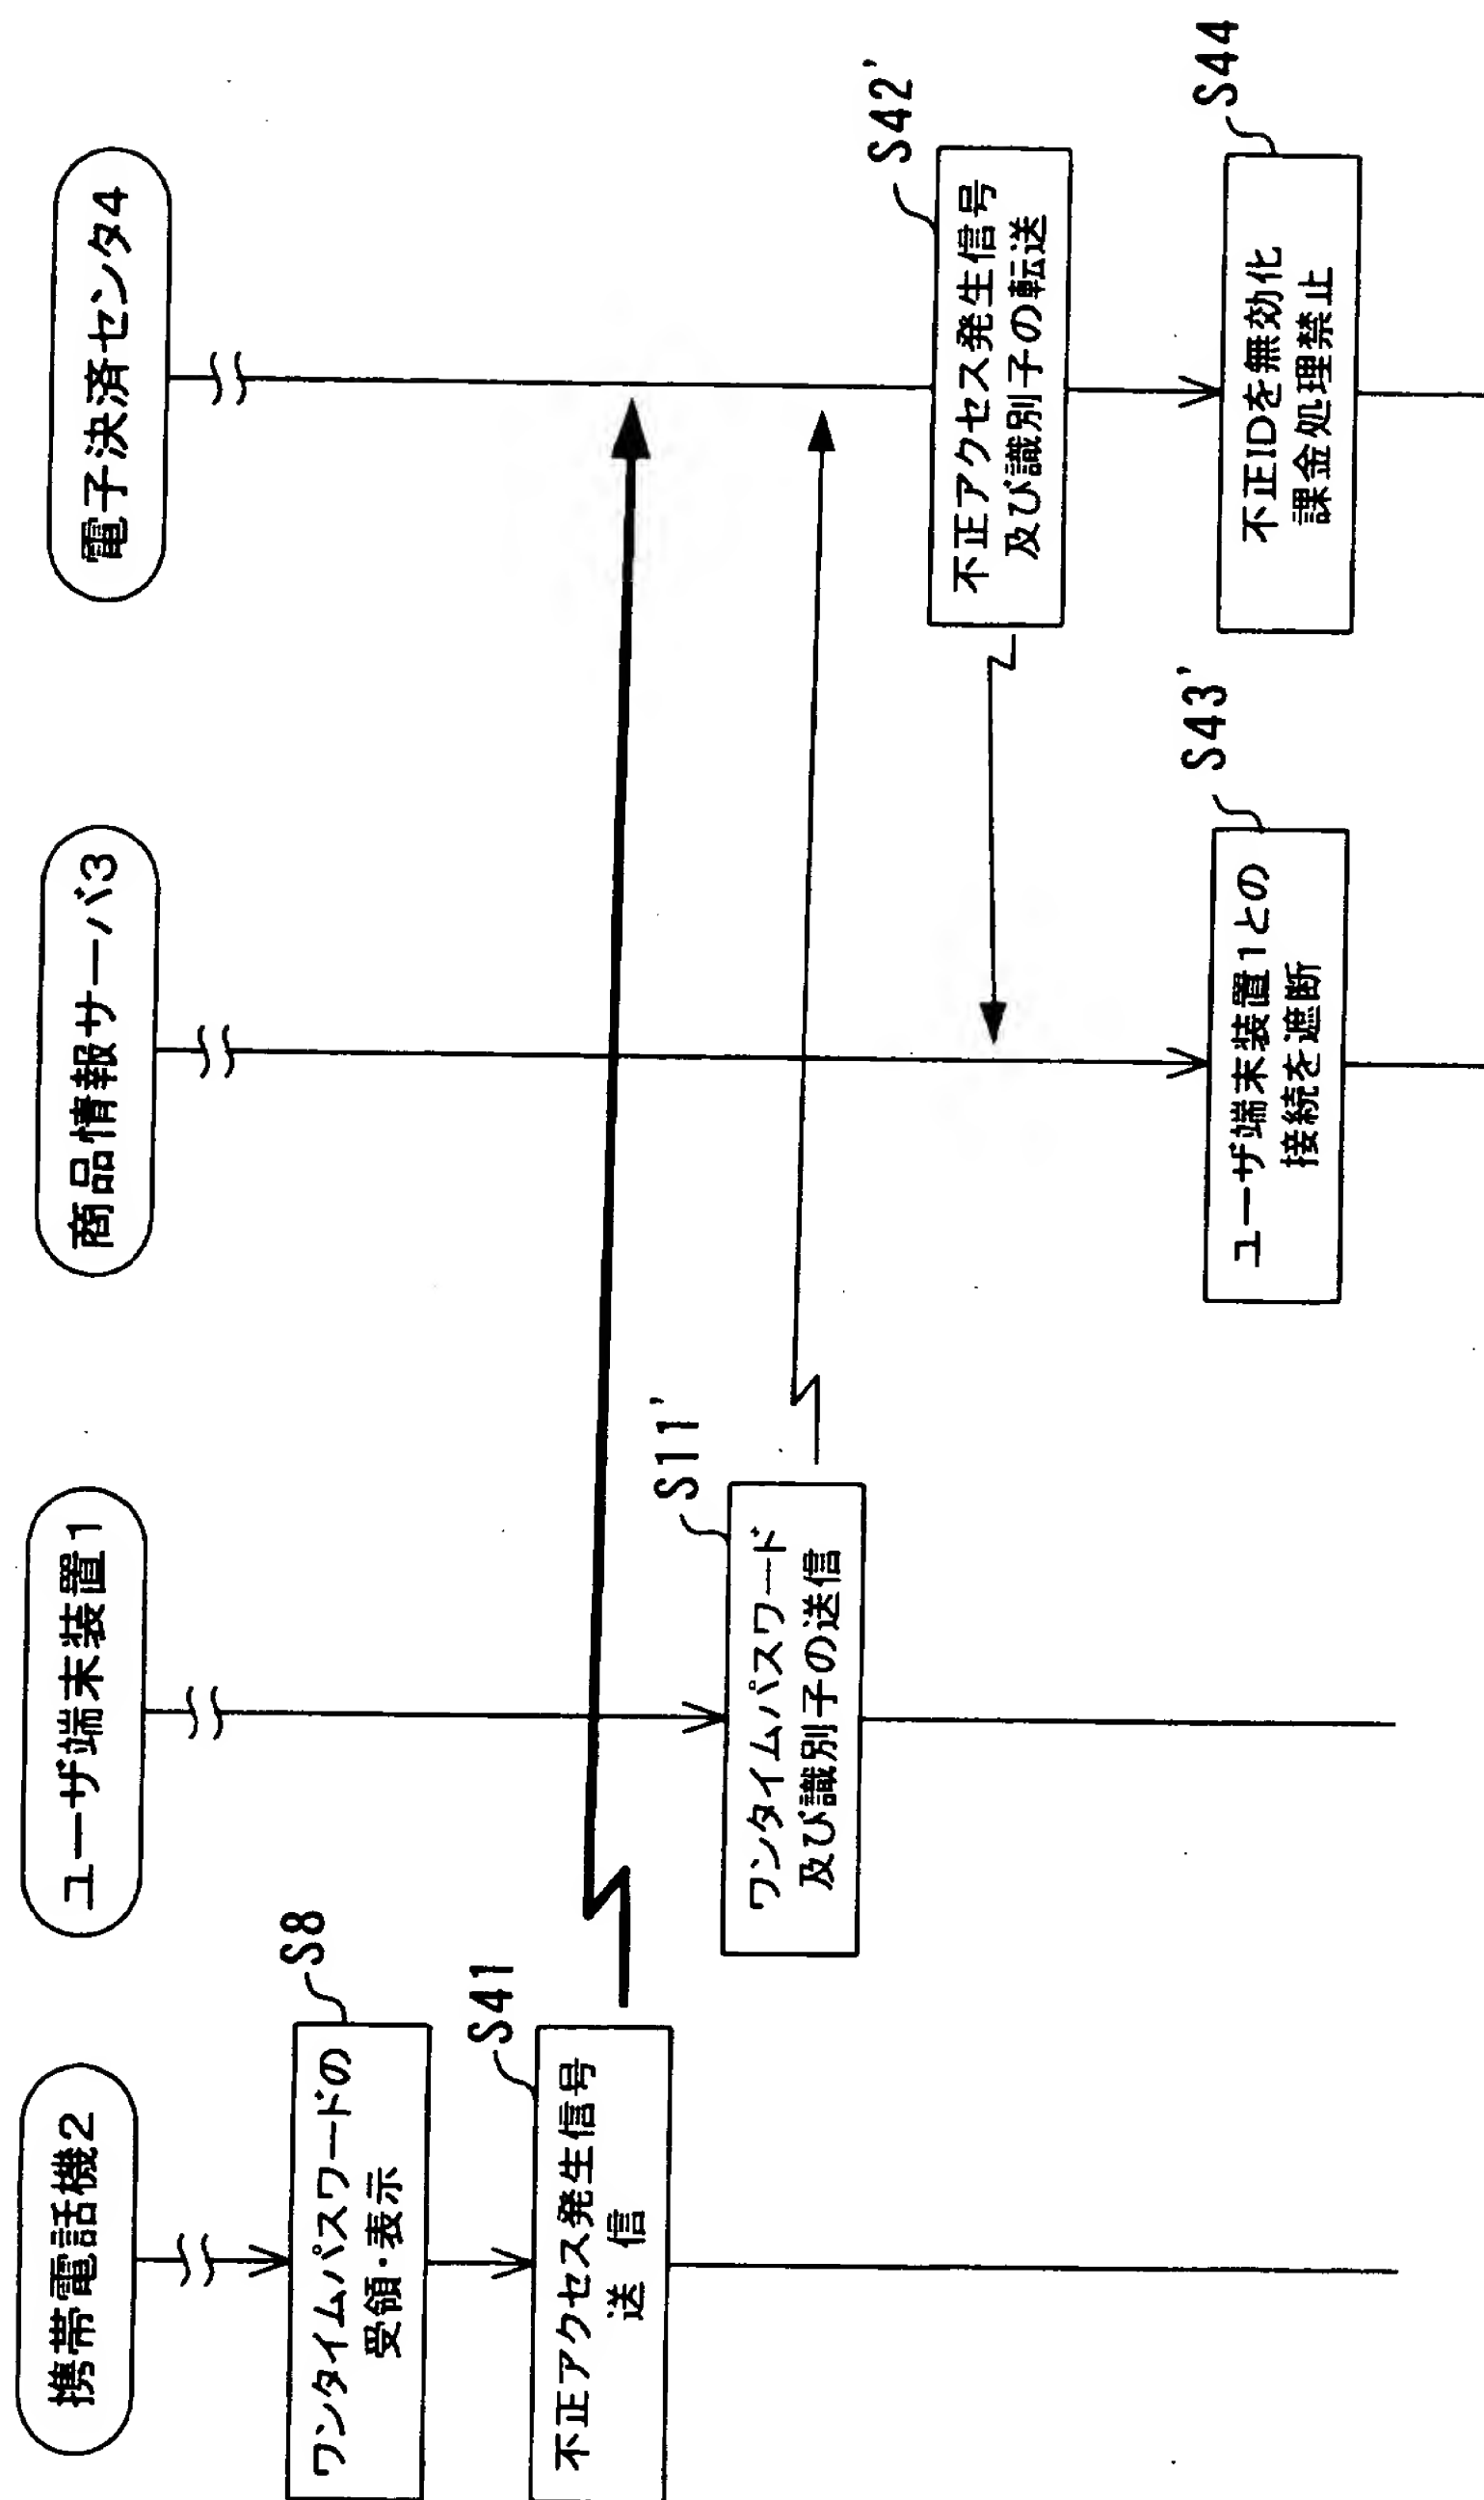 携帯電話機2
ユーザ端末装置1
商品情報サーバ3
電子決済センタ4
S8
ワンタイムパスワードの
受領・表示
S41
不正アクセス発生信号
送 信
S11'
ワンタイムパスワード
及び識別子の送信
S42'
不正アクセス発生信号
及び識別子の転送
S43'
ユーザ端末装置1との
接続を遮断
S44
不正IDを無効化
課金処理禁止